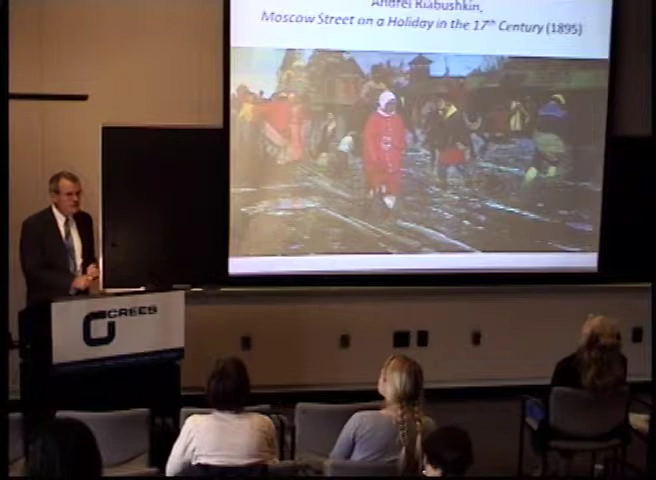 Andrei Riabushkin,
Moscow Street on a Holiday in the 17th Century (1895)
CREES